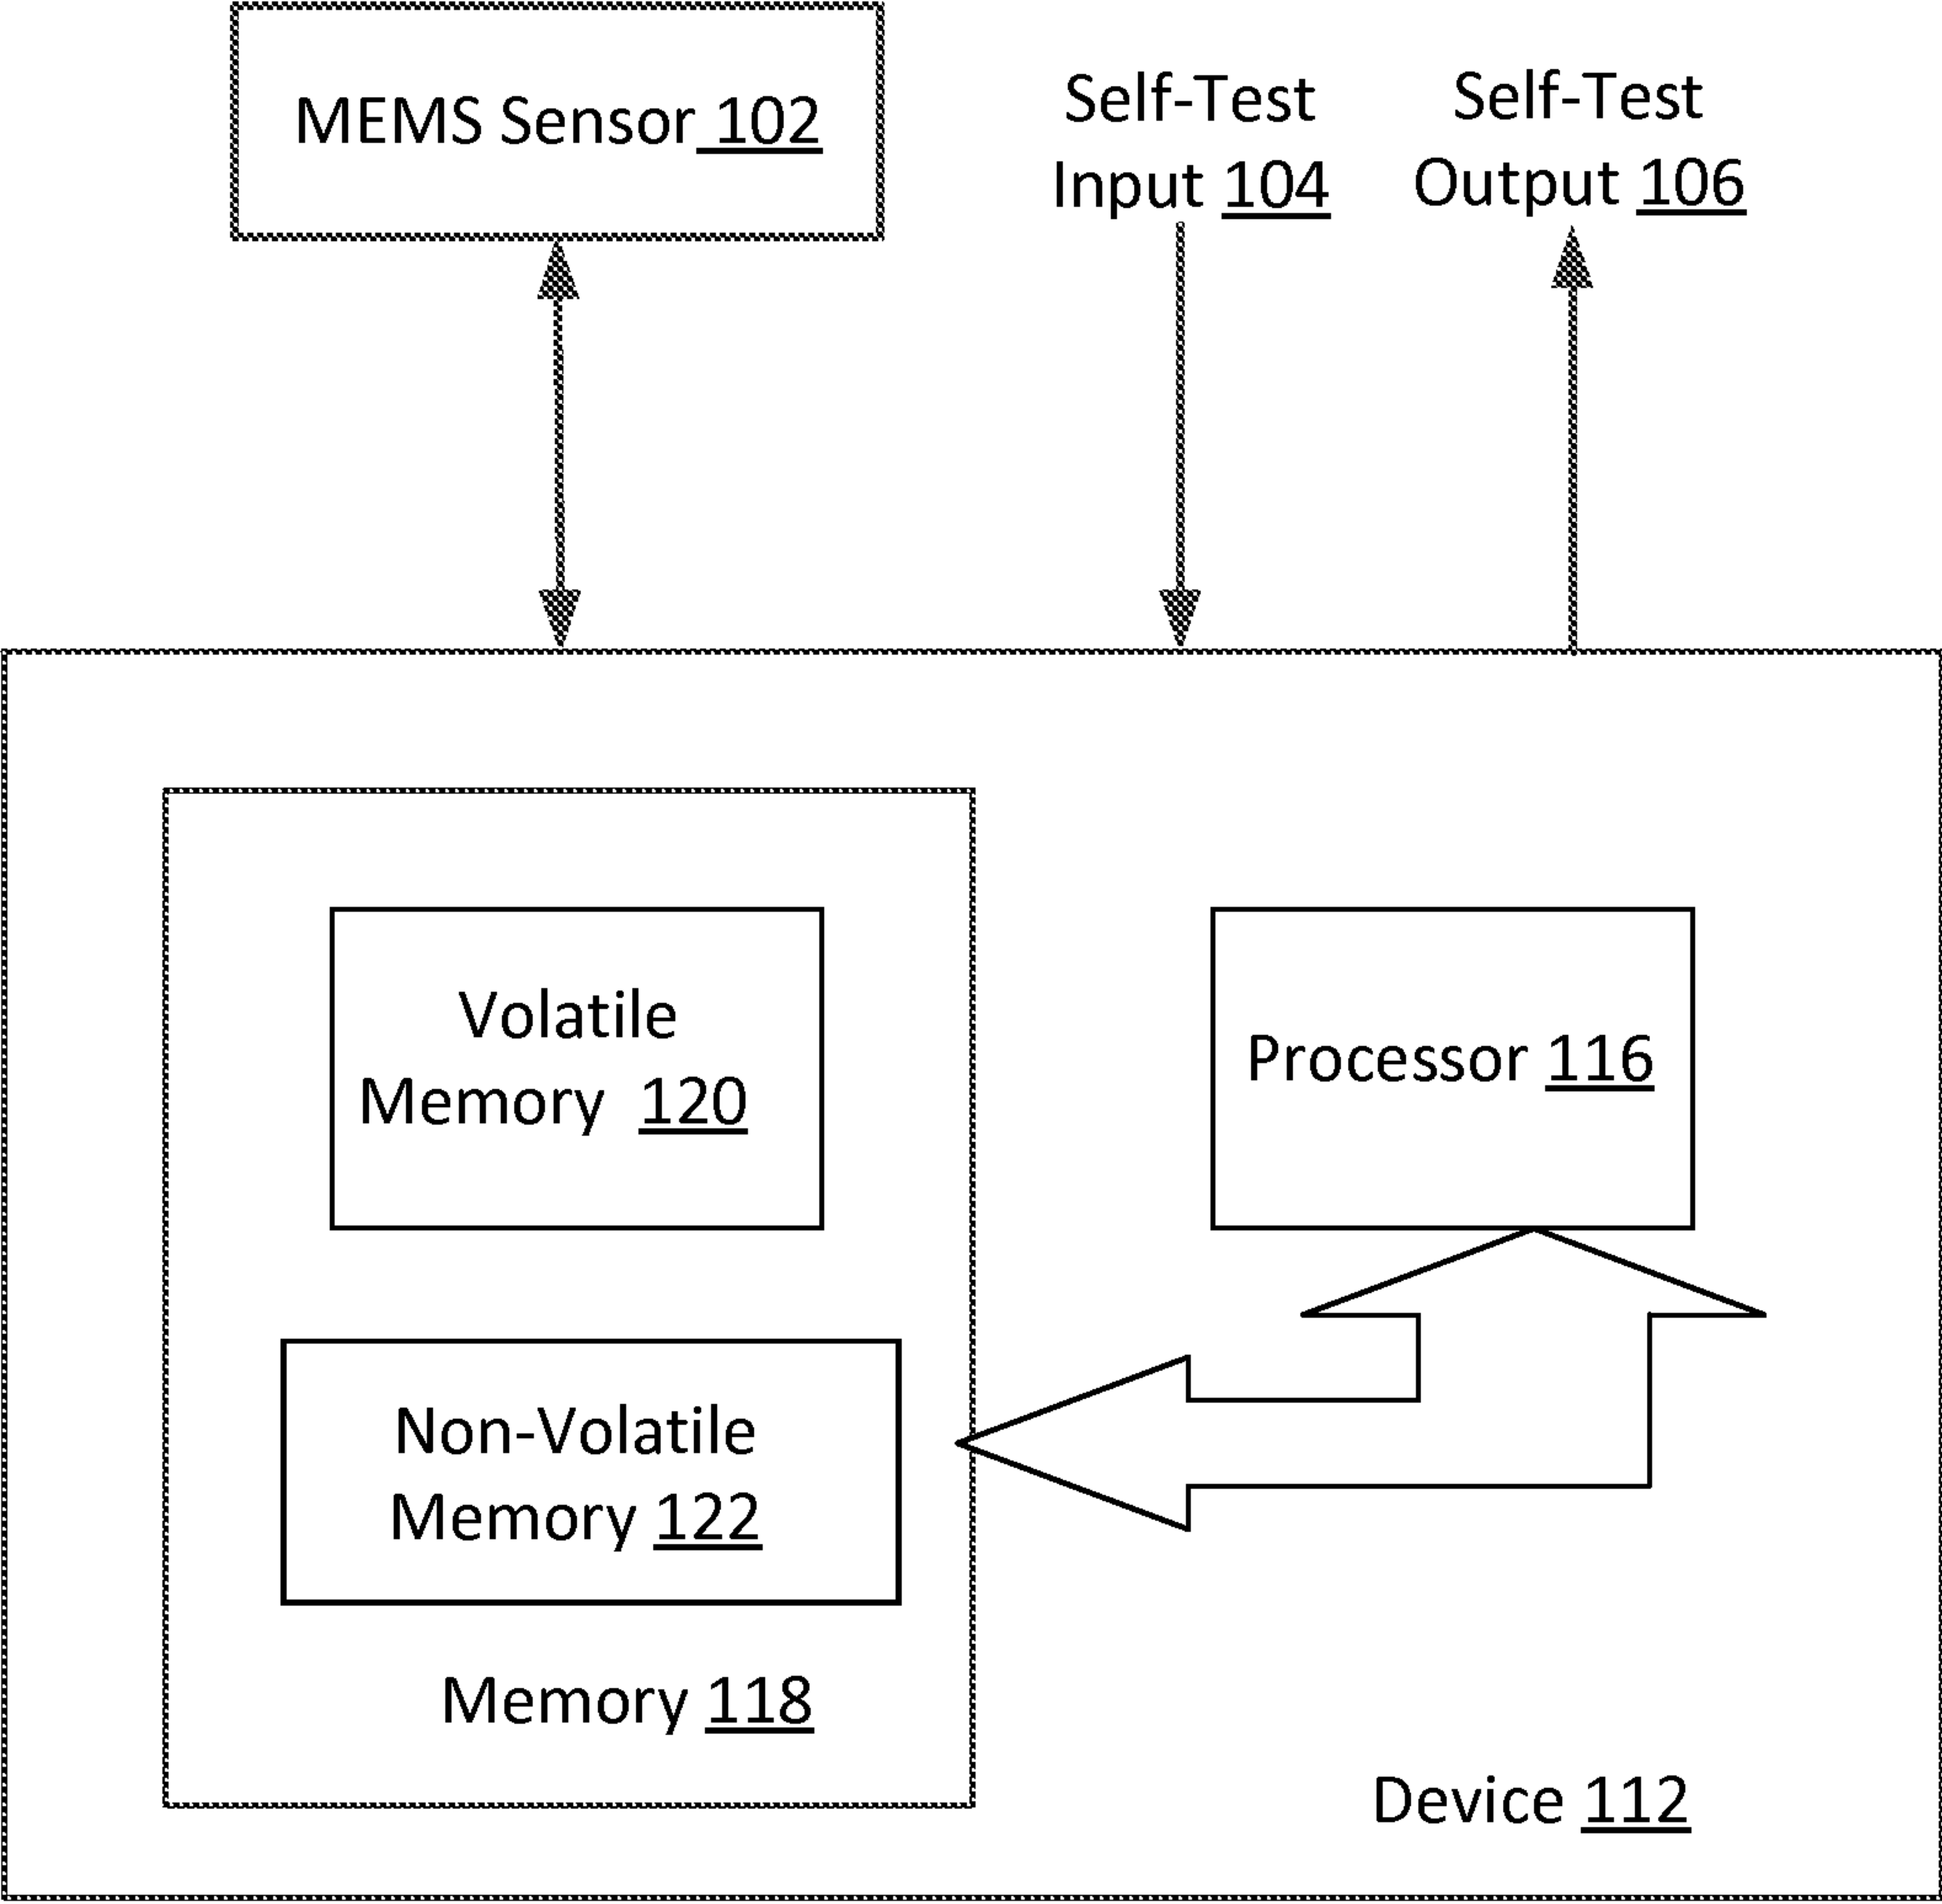 MEMS Sensor 102
Self-Test
Input 104
Self-Test
Output 106
Volatile
Memory 120
Processor 116
Non-Volatile
Memory 122
Memory 118
Device 112